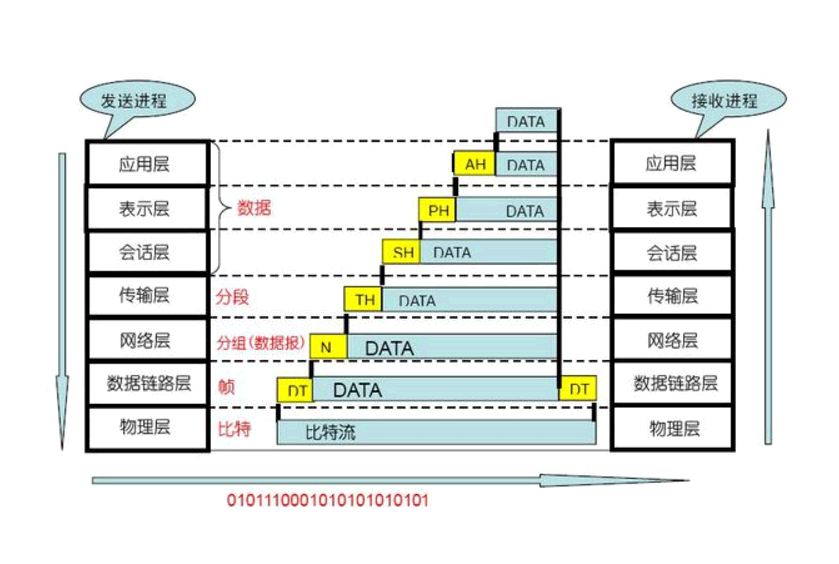 发送进程
接收进程
DATA
应用层
AH
DATA
应用层
表示层
数据
PH
DATA
表示层
会话层
SH
DATA
会话层
传输层
分段
TH
DATA
传输层
网络层
分组(数据报)
N
DATA
网络层
数据链路层
帧
DT
DATA
DT
数据链路层
物理层
比特
比特流
物理层
0101110001010101010101